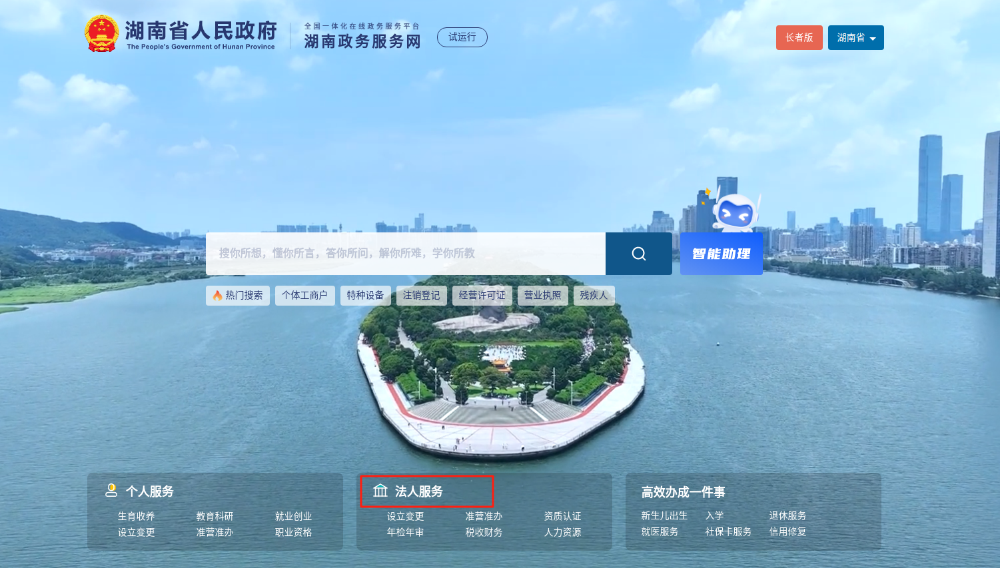 湖南省人民政府
The People's Government of Hunan Province
全国一体化在线政务服务平台
湖南政务服务网
试运行
长者版
湖南省
搜你所想，懂你所言，答你所问，解你所难，学你所教
智能助理
热门搜索 个体工商户 特种设备 注销登记 经营许可证 营业执照 残疾人
个人服务
生育收养 教育科研 就业创业
设立变更 准营准办 职业资格
法人服务
设立变更 准营准办 资质认证
年检年审 税收财务 人力资源
高效办成一件事
新生儿出生 入学 退休服务
就医服务 社保卡服务 信用修复